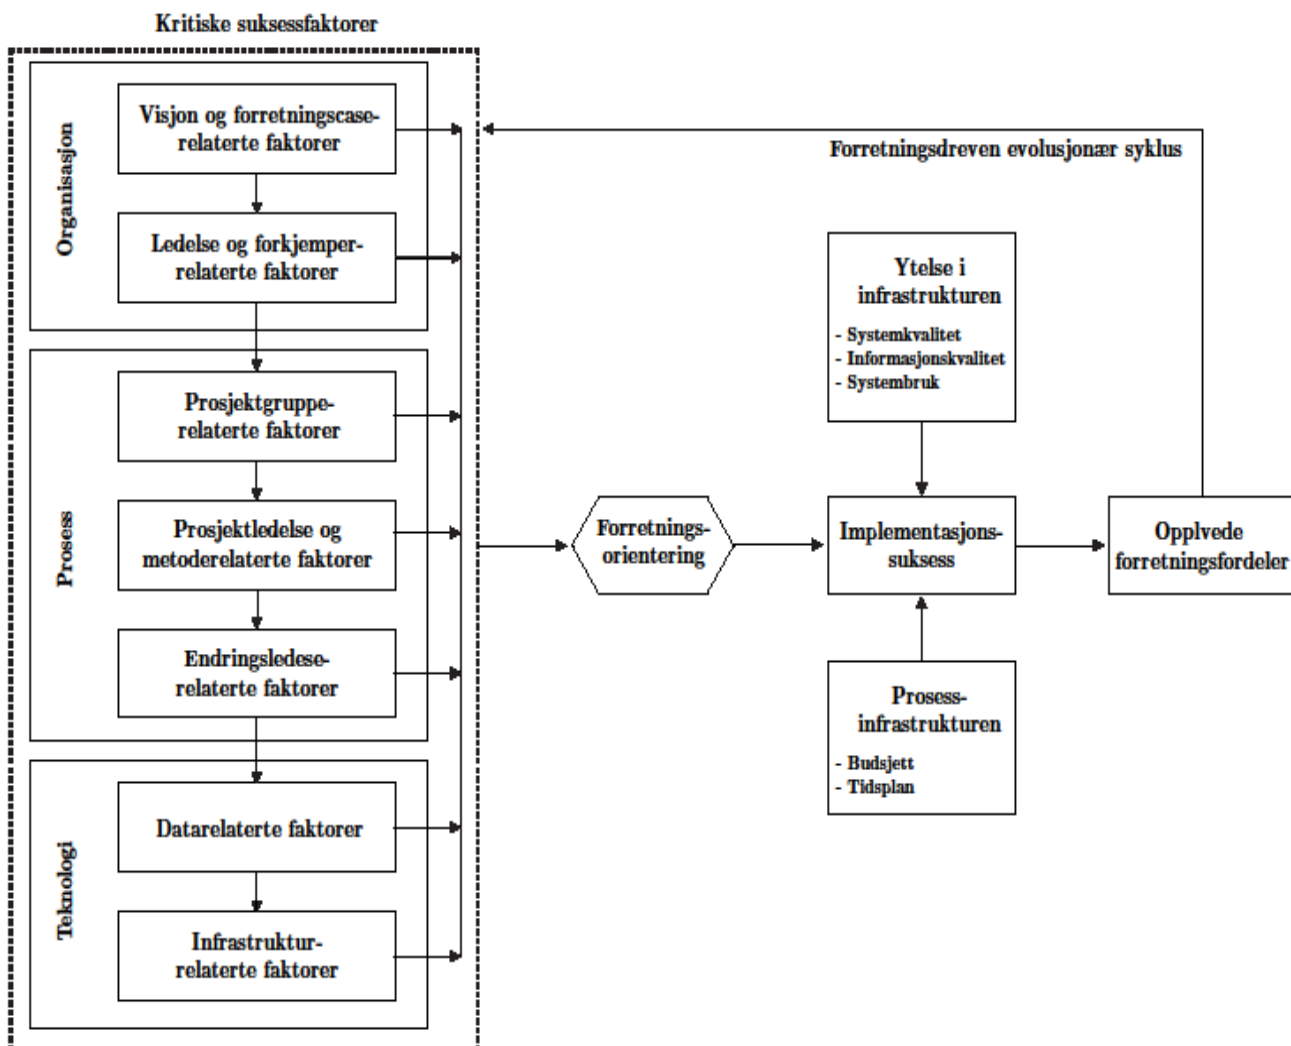 Kritiske suksessfaktorer
Organisasjon
Visjon og forretningscase-
relaterte faktorer
Ledelse og forkjemper-
relaterte faktorer
Prosess
Prosjektgruppe-
relaterte faktorer
Prosjektledelse og
metoderelaterte faktorer
Endringsledese-
relaterte faktorer
Teknologi
Datarelaterte faktorer
Infrastruktur-
relaterte faktorer
Forretnings-
orientering
Forretningsdreven evolusjonær syklus
Ytelse i
infrastrukturen
- Systemkvalitet
- Informasjonskvalitet
- Systembruk
Implementasjons-
suksess
Prosess-
infrastrukturen
- Budsjett
- Tidsplan
Opplvede
forretningsfordeler